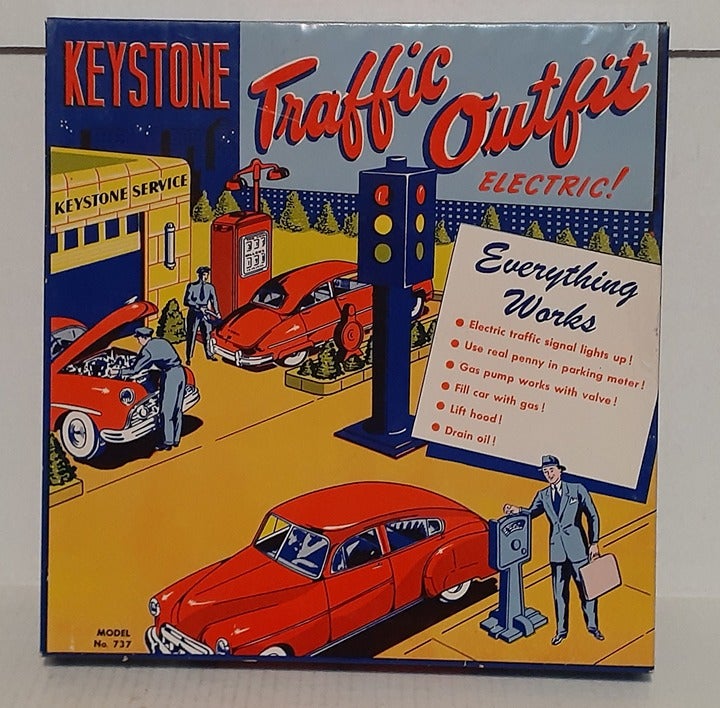 KEYSTONE
Traffic
Outfit
ELECTRIC!
KEYSTONE SERVICE
Everything
Works
• Electric traffic signal lights up!
• Use real penny in parking meter!
• Gas pump works with valve!
• Fill car with gas!
• Lift hood!
• Drain oil!
MODEL
No. 737